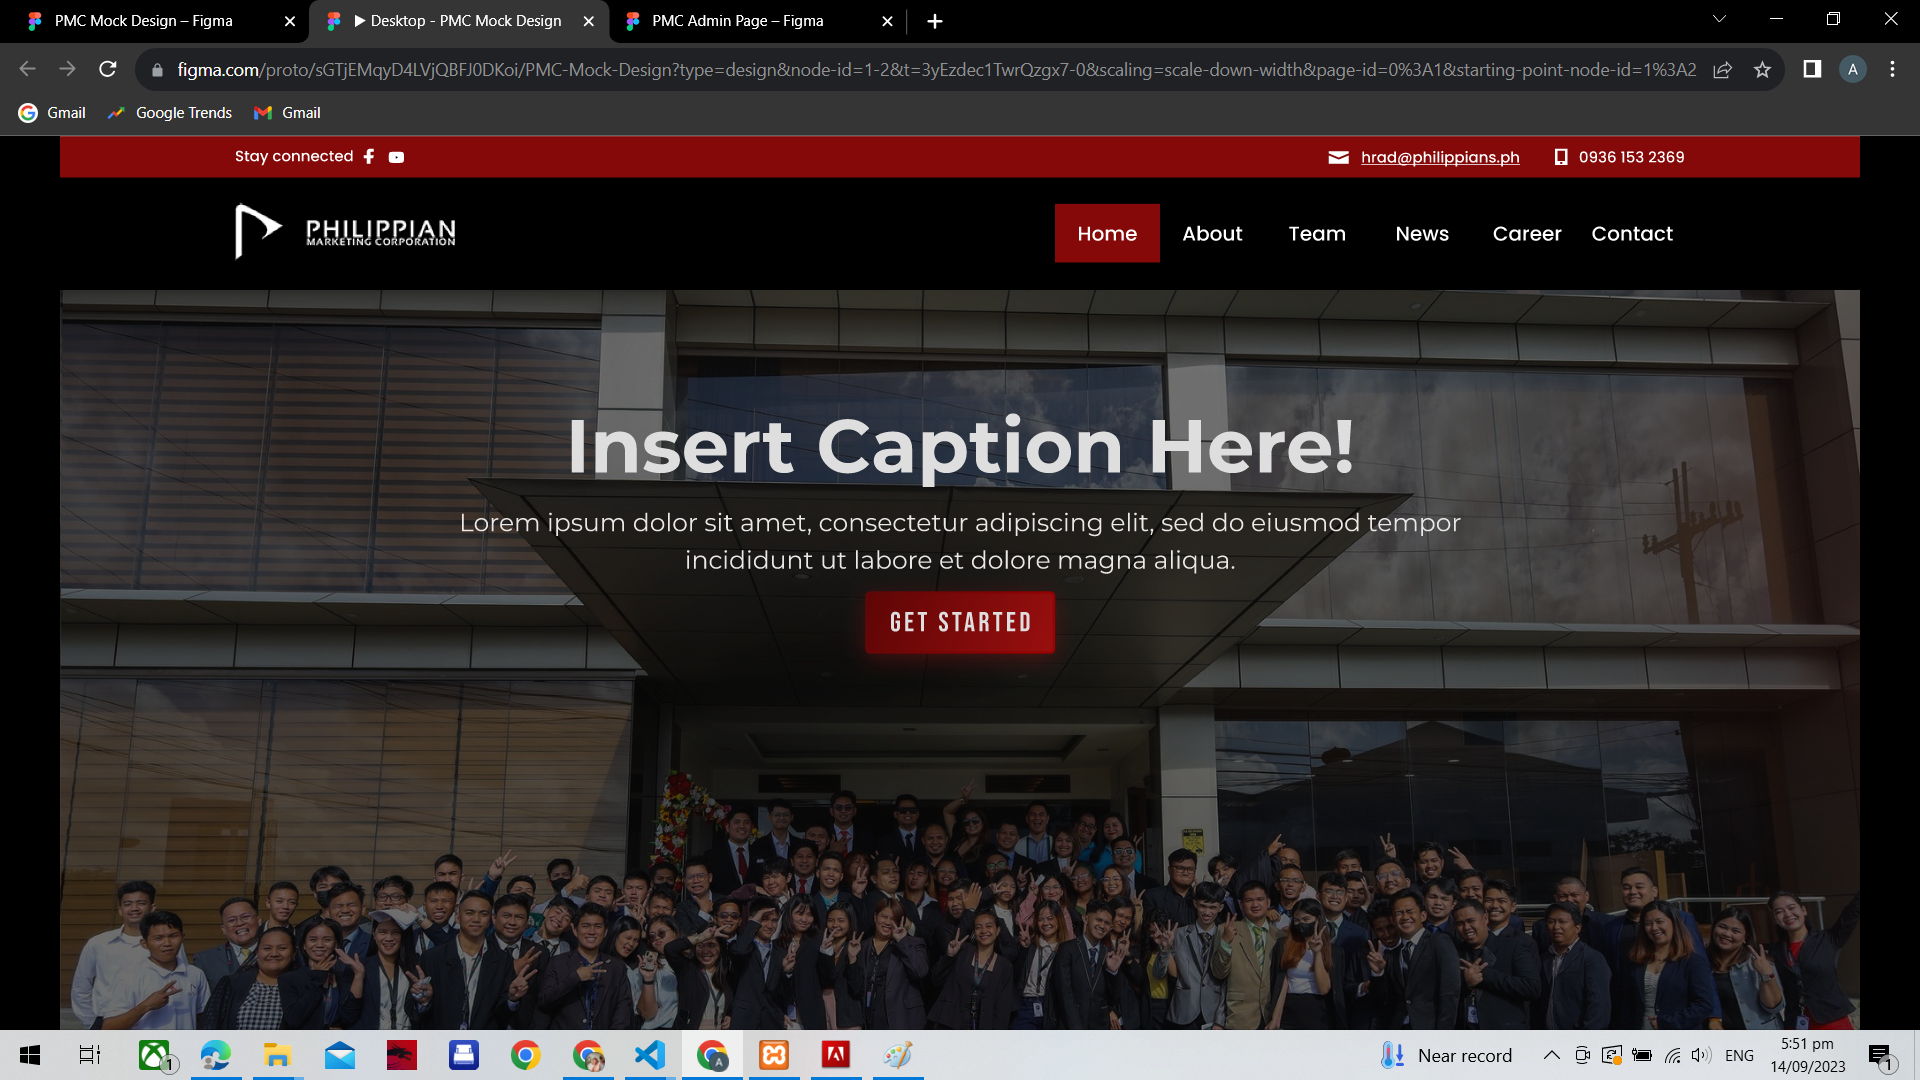 PMC Mock Design – Figma
Desktop - PMC Mock Design
PMC Admin Page – Figma
figma.com/proto/sGTjEMqyD4LVjQBFJ0DKoi/PMC-Mock-Design?type=design&node-id=1-2&t=3yEzdec1TwrQzgx7-0&scaling=scale-down-width&page-id=0%3A1&starting-point-node-id=1%3A2
A
Gmail
Google Trends
Gmail
Stay connected
hrad@philippians.ph
0936 153 2369
PHILIPPIAN
MARKETING CORPORATION
Home
About
Team
News
Career
Contact
Insert Caption Here!
Lorem ipsum dolor sit amet, consectetur adipiscing elit, sed do eiusmod tempor
incididunt ut labore et dolore magna aliqua.
GET STARTED
1
A
Near record
ENG
5:51 pm
14/09/2023
1